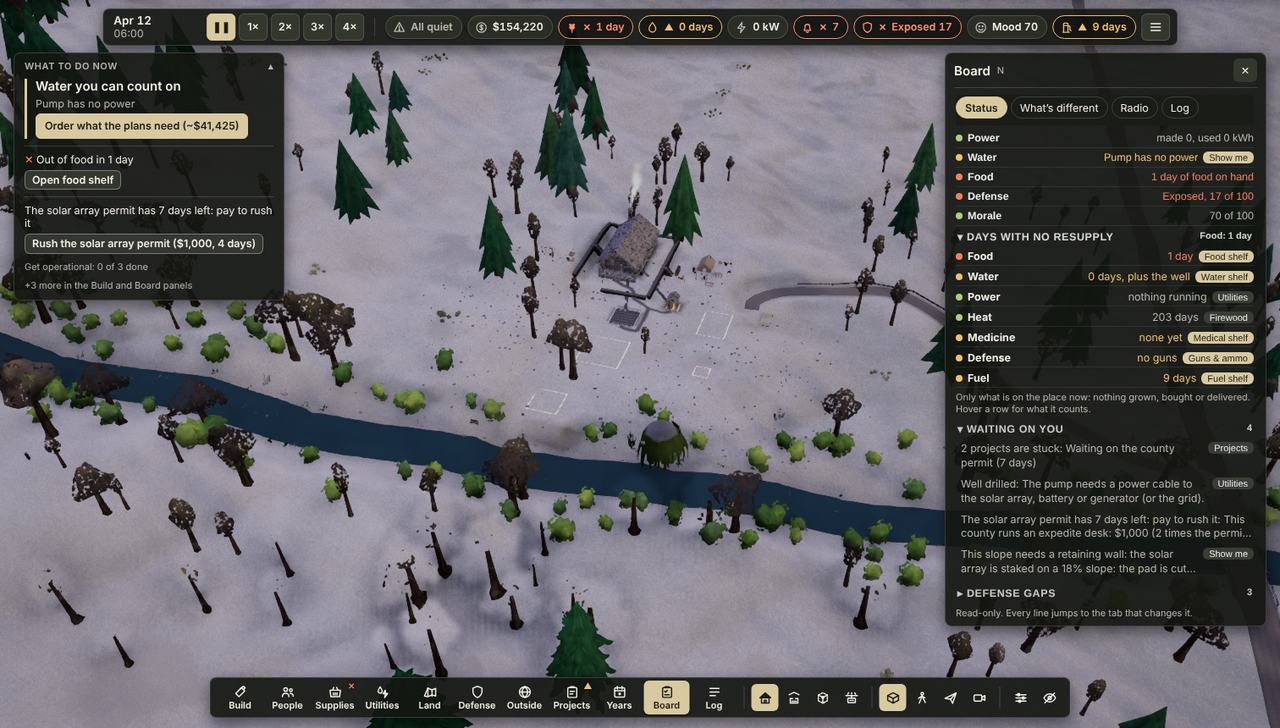 Apr 12
06:00
1×
2×
3×
4×
All quiet
$154,220
1 day
0 days
0 kW
7
Exposed 17
Mood 70
9 days
WHAT TO DO NOW
Water you can count on
Pump has no power
Order what the plans need (~$41,425)
Out of food in 1 day
Open food shelf
The solar array permit has 7 days left: pay to rush
it
Rush the solar array permit ($1,000, 4 days)
Get operational: 0 of 3 done
+3 more in the Build and Board panels
Board N
Status
What's different
Radio
Log
Power made 0, used 0 kWh
Water Pump has no power Show me
Food 1 day of food on hand
Defense Exposed, 17 of 100
Morale 70 of 100
DAYS WITH NO RESUPPLY Food: 1 day
Food 1 day Food shelf
Water 0 days, plus the well Water shelf
Power nothing running Utilities
Heat 203 days Firewood
Medicine none yet Medical shelf
Defense no guns Guns & ammo
Fuel 9 days Fuel shelf
Only what is on the place now: nothing grown, bought or delivered.
Hover a row for what it counts.
WAITING ON YOU 4
2 projects are stuck: Waiting on the county Projects
permit (7 days)
Well drilled: The pump needs a power cable to Utilities
the solar array, battery or generator (or the grid).
The solar array permit has 7 days left: pay to rush it: This
county runs an expedite desk: $1,000 (2 times the permi...
This slope needs a retaining wall: the solar Show me
array is staked on a 18% slope: the pad is cut...
DEFENSE GAPS 3
Read-only. Every line jumps to the tab that changes it.
Build
People
Supplies
Utilities
Land
Defense
Outside
Projects
Years
Board
Log